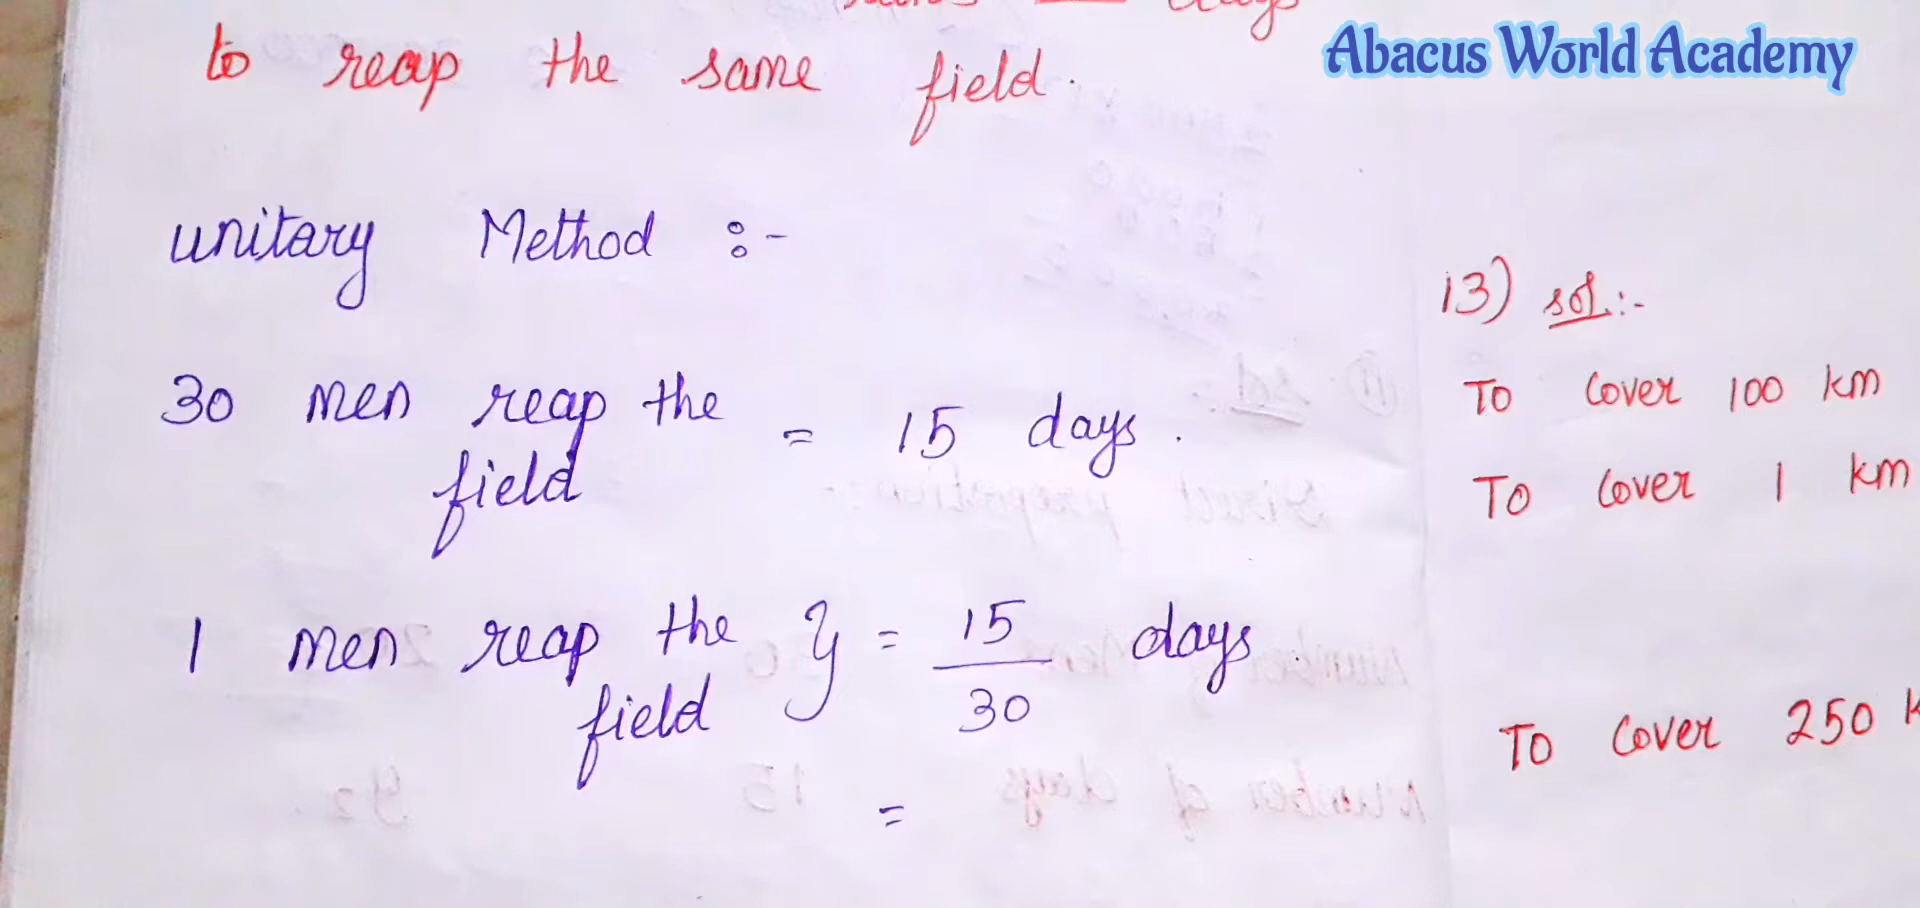 Abacus World Academy
days
to reap the same field.
unitary Method :-
30 men reap the
field
= 15 days.
1 men reap the
field
= 15
30
days.
=
13) sol:-
To cover 100 km
To cover 1 km
To cover 250 k